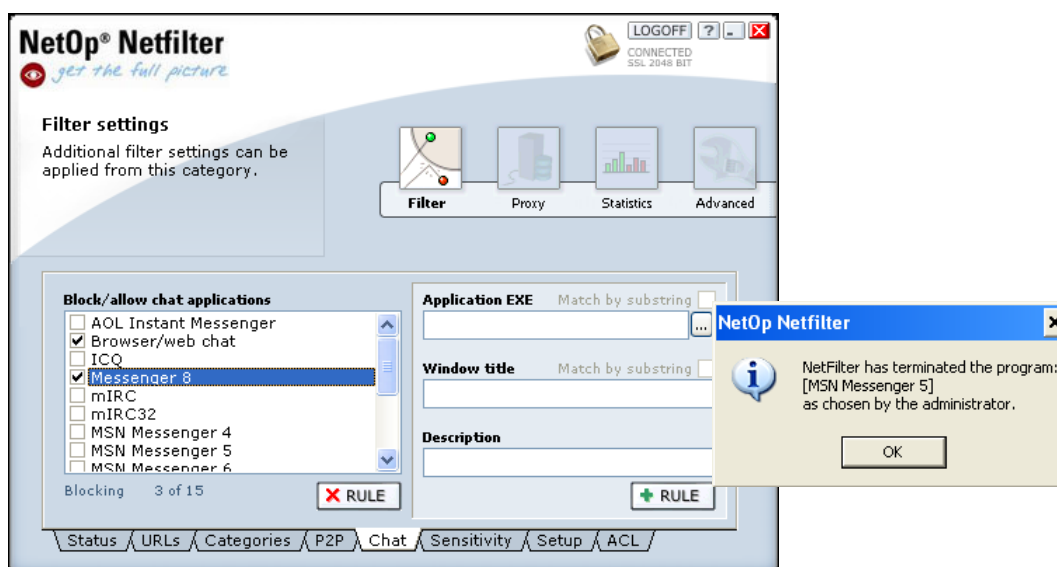 NetOp® Netfilter
get the full picture
LOGOFF ?
CONNECTED
SSL 2048 BIT
Filter settings
Additional filter settings can be
applied from this category.
Filter Proxy Statistics Advanced
Block/allow chat applications
AOL Instant Messenger
Browser/web chat
ICQ
Messenger 8
mIRC
mIRC32
MSN Messenger 4
MSN Messenger 5
MSN Messenger 6
Blocking 3 of 15
RULE
Application EXE Match by substring
...
Window title Match by substring
Description
RULE
Status URLs Categories P2P Chat Sensitivity Setup ACL
NetOp Netfilter
NetFilter has terminated the program:
[MSN Messenger 5]
as chosen by the administrator.
OK